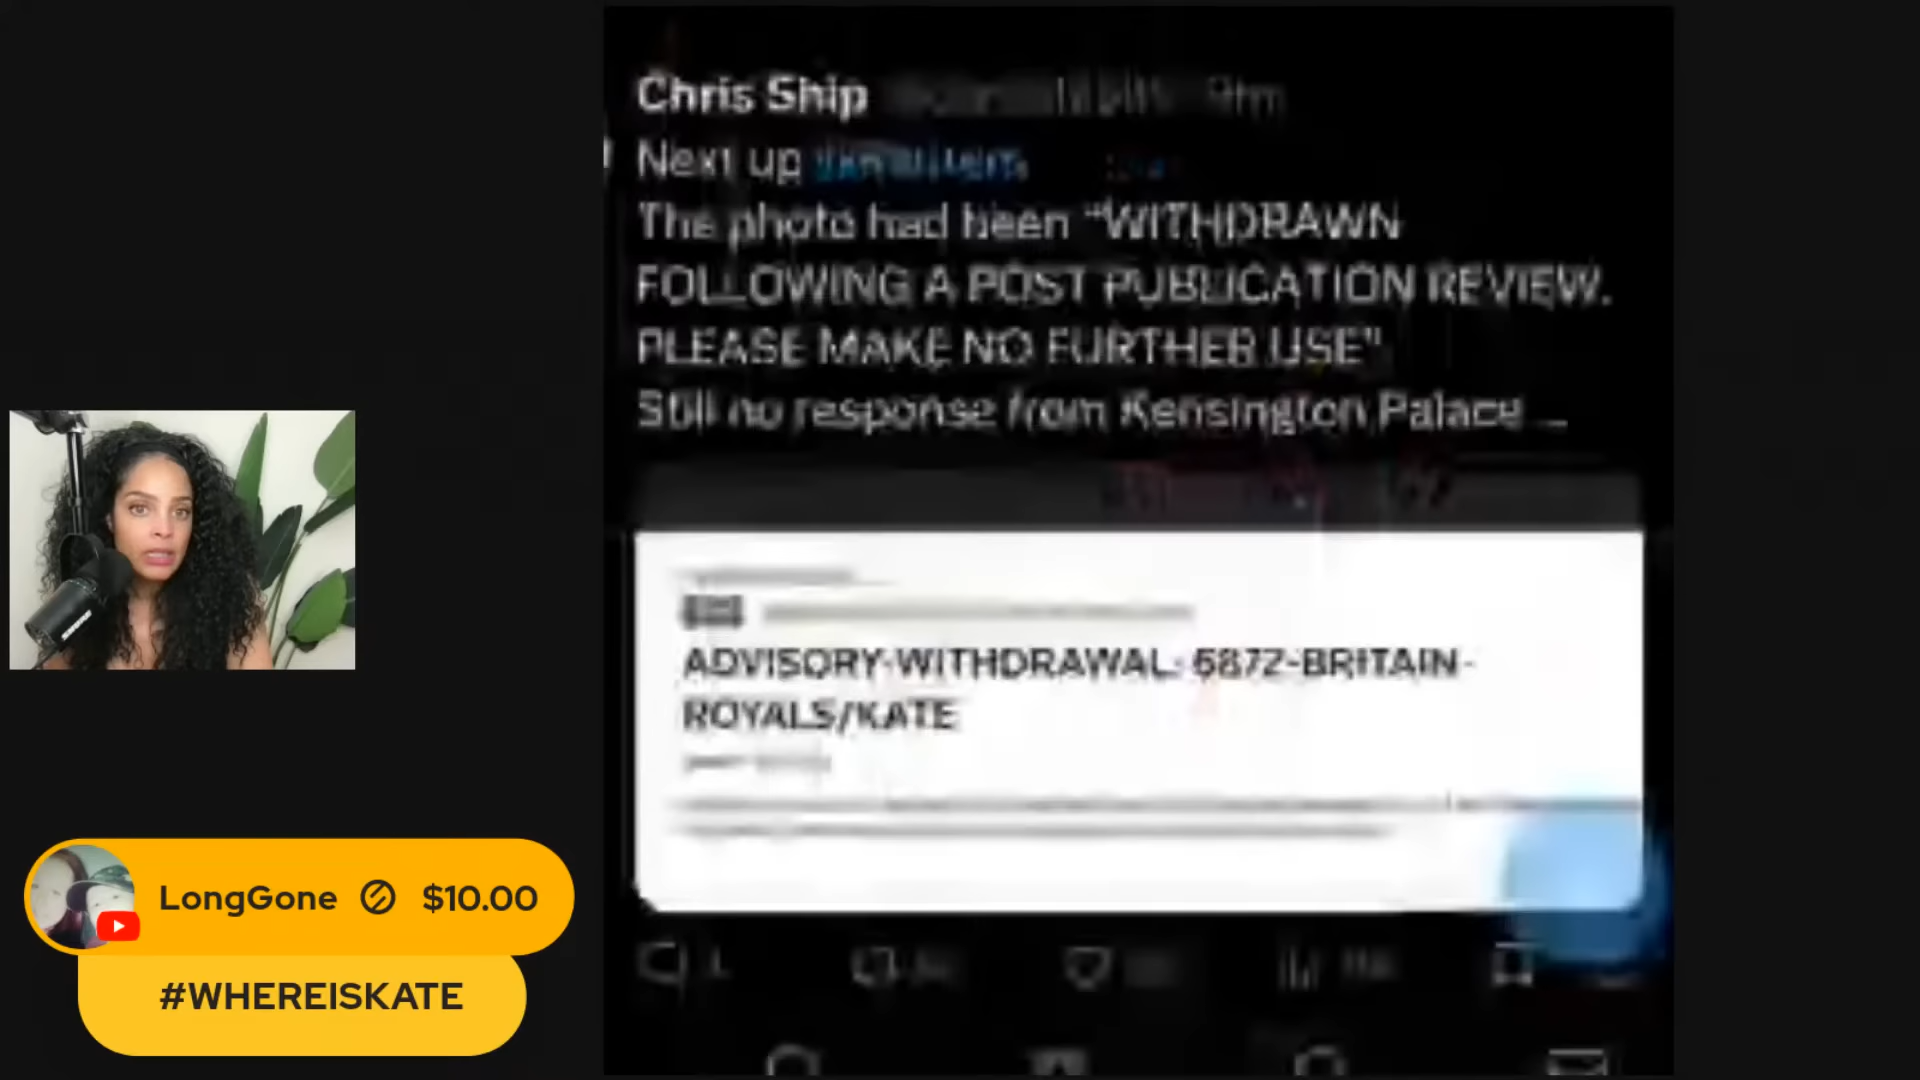 Chris Ship
Next up
The photo had been "WITHDRAWN
FOLLOWING A POST PUBLICATION REVIEW.
PLEASE MAKE NO FURTHER USE"
Still no response from Kensington Palace ...
ADVISORY-WITHDRAWAL: 6872-BRITAIN-
ROYALS/KATE
SHURE
LongGone $10.00
#WHEREISKATE